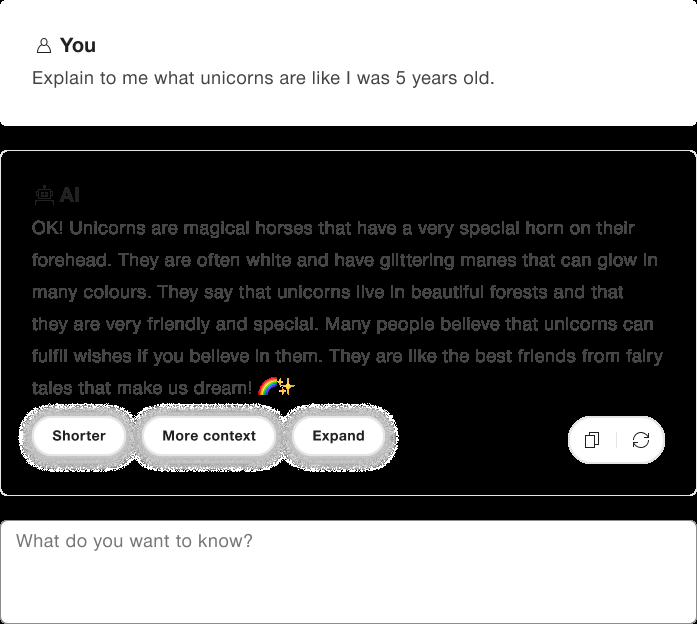 You
Explain to me what unicorns are like I was 5 years old.
AI
OK! Unicorns are magical horses that have a very special horn on their
forehead. They are often white and have glittering manes that can glow in
many colours. They say that unicorns live in beautiful forests and that
they are very friendly and special. Many people believe that unicorns can
fulfil wishes if you believe in them. They are like the best friends from fairy
tales that make us dream! 🌈✨
Shorter More context Expand
What do you want to know?